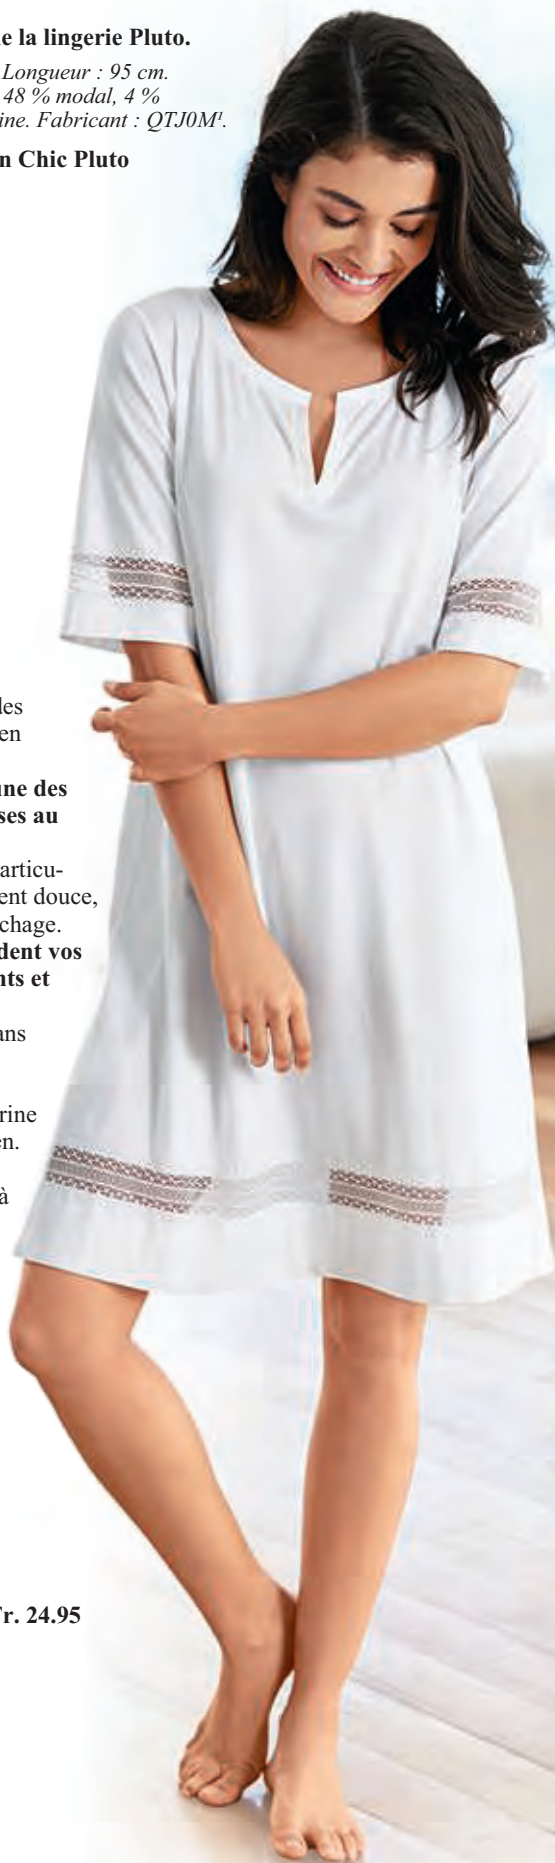 e la lingerie Pluto.
Longueur : 95 cm.
48 % modal, 4 %
ine. Fabricant : QTJ0M¹.
n Chic Pluto
les
en
une des
ses au
articu-
ent douce,
chage.
dent vos
nts et
ans
rine
en.
à
Fr. 24.95